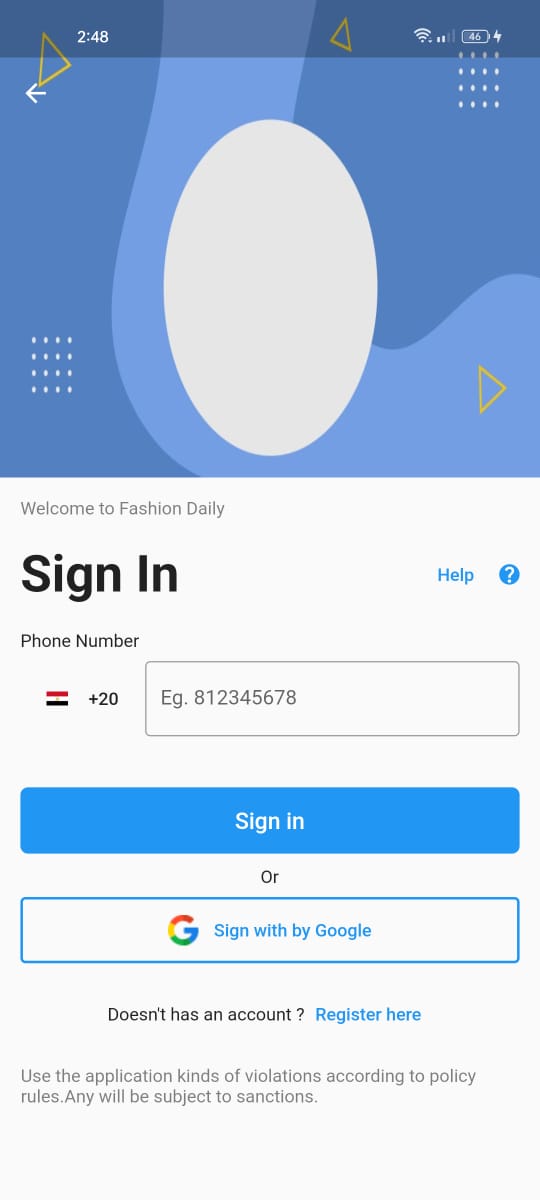 2:48
46
Welcome to Fashion Daily
Sign In
Help ?
Phone Number
+20 Eg. 812345678
Sign in
Or
G Sign with by Google
Doesn't has an account ? Register here
Use the application kinds of violations according to policy
rules.Any will be subject to sanctions.